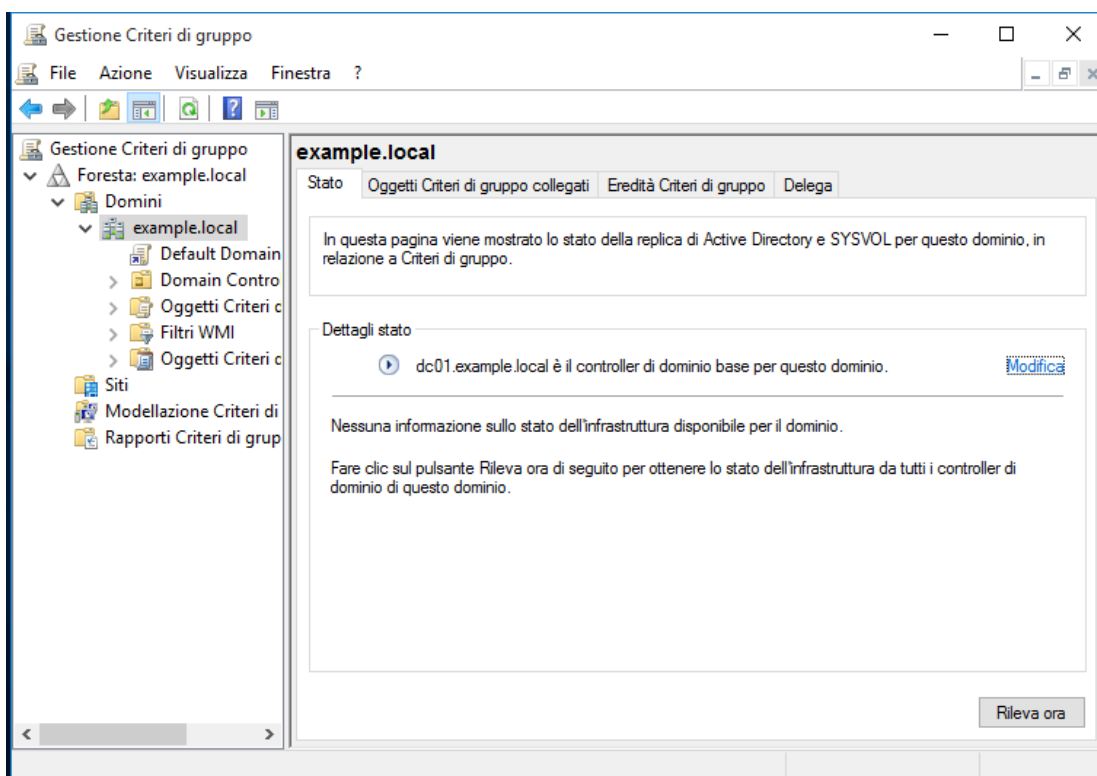 Gestione Criteri di gruppo
File Azione Visualizza Finestra ?
Gestione Criteri di gruppo
Foresta: example.local
Domini
example.local
Default Domain
Domain Contro
Oggetti Criteri d
Filtri WMI
Oggetti Criteri d
Siti
Modellazione Criteri di
Rapporti Criteri di grup
example.local
Stato Oggetti Criteri di gruppo collegati Eredità Criteri di gruppo Delega
In questa pagina viene mostrato lo stato della replica di Active Directory e SYSVOL per questo dominio, in
relazione a Criteri di gruppo.
Dettagli stato
dc01.example.local è il controller di dominio base per questo dominio. Modifica
Nessuna informazione sullo stato dell'infrastruttura disponibile per il dominio.
Fare clic sul pulsante Rileva ora di seguito per ottenere lo stato dell'infrastruttura da tutti i controller di
dominio di questo dominio.
Rileva ora